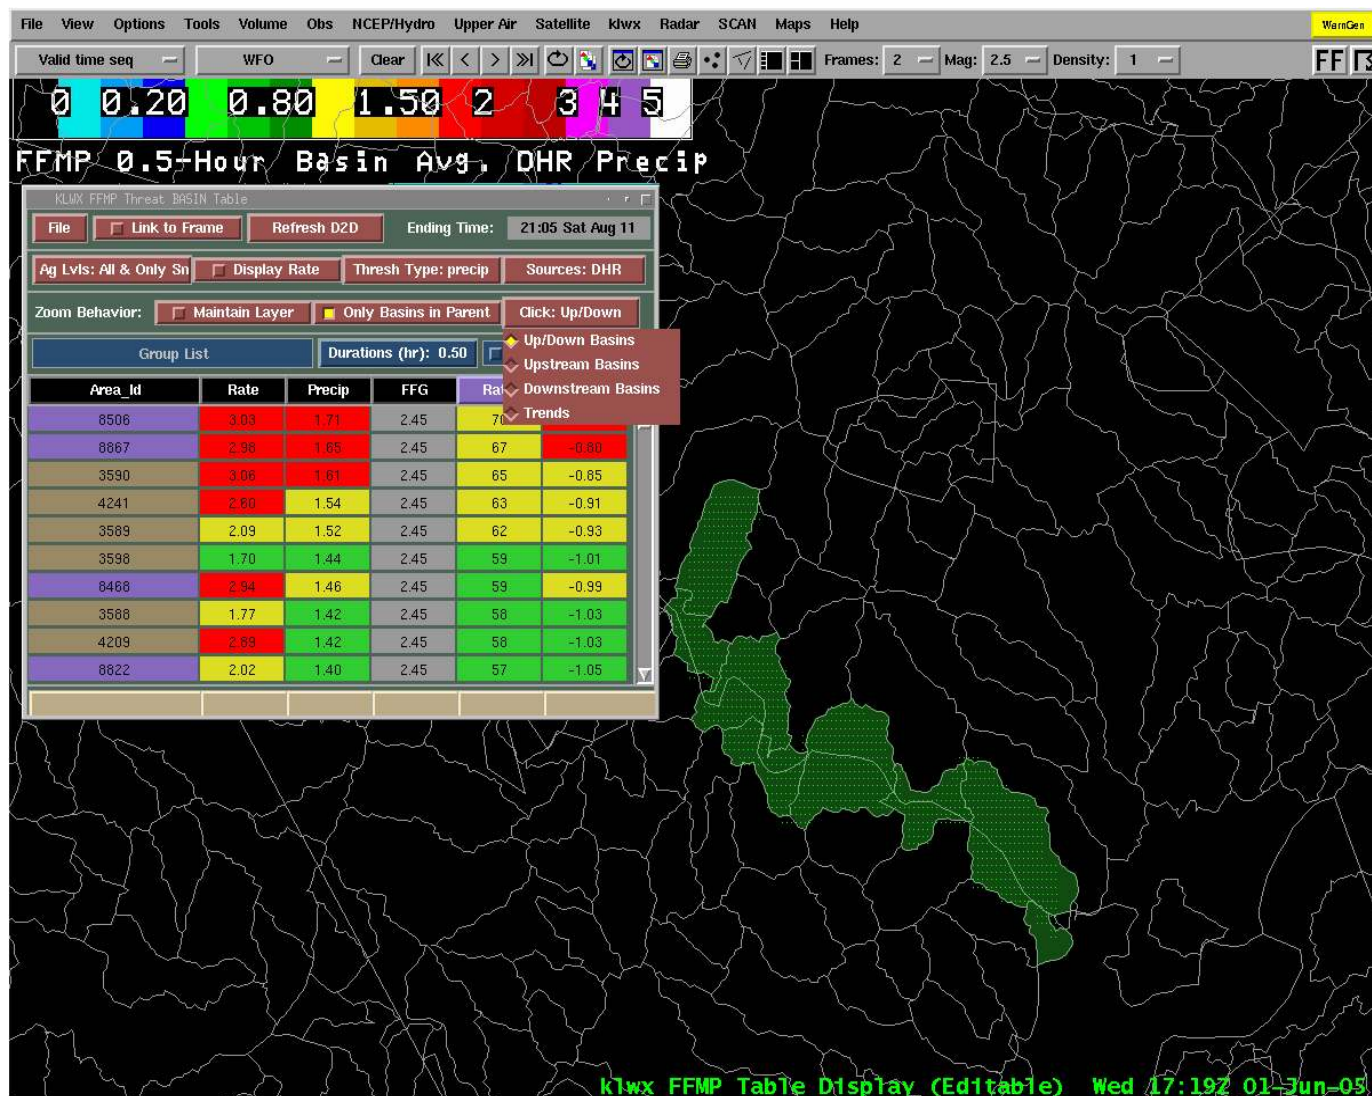 File View Options Tools Volume Obs NCEP/Hydro Upper Air Satellite klwx Radar SCAN Maps Help WarnGen
Valid time seq WFO Clear Frames: 2 Mag: 2.5 Density: 1 FF
0 0.20 0.80 1.50 2 3 4 5
FFMP 0.5-Hour Basin Avg. DHR Precip
KLWX FFMP Threat BASIN Table
File Link to Frame Refresh D2D Ending Time: 21:05 Sat Aug 11
Ag Lvls: All & Only Sn Display Rate Thresh Type: precip Sources: DHR
Zoom Behavior: Maintain Layer Only Basins in Parent Click: Up/Down
Up/Down Basins
Group List Durations (hr): 0.50
Upstream Basins
Area_Id Rate Precip FFG Rat
Downstream Basins
Trends
8506 3.03 1.71 2.45 70
8867 2.98 1.65 2.45 67 -0.80
3590 3.06 1.61 2.45 65 -0.85
4241 2.80 1.54 2.45 63 -0.91
3589 2.09 1.52 2.45 62 -0.93
3598 1.70 1.44 2.45 59 -1.01
8468 2.94 1.46 2.45 59 -0.99
3588 1.77 1.42 2.45 58 -1.03
4209 2.89 1.42 2.45 58 -1.03
8822 2.02 1.40 2.45 57 -1.05
klwx FFMP Table Display (Editable) Wed 17:19Z 01-Jun-05